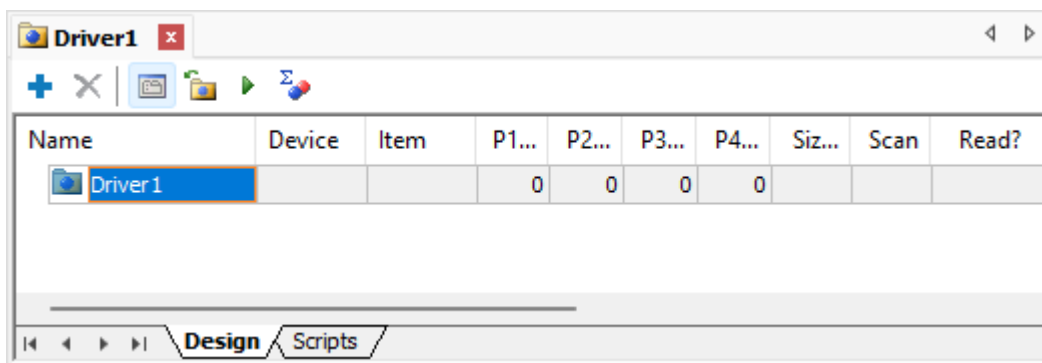 Driver1
Name Device Item P1... P2... P3... P4... Siz... Scan Read?
Driver1 0 0 0 0
Design Scripts